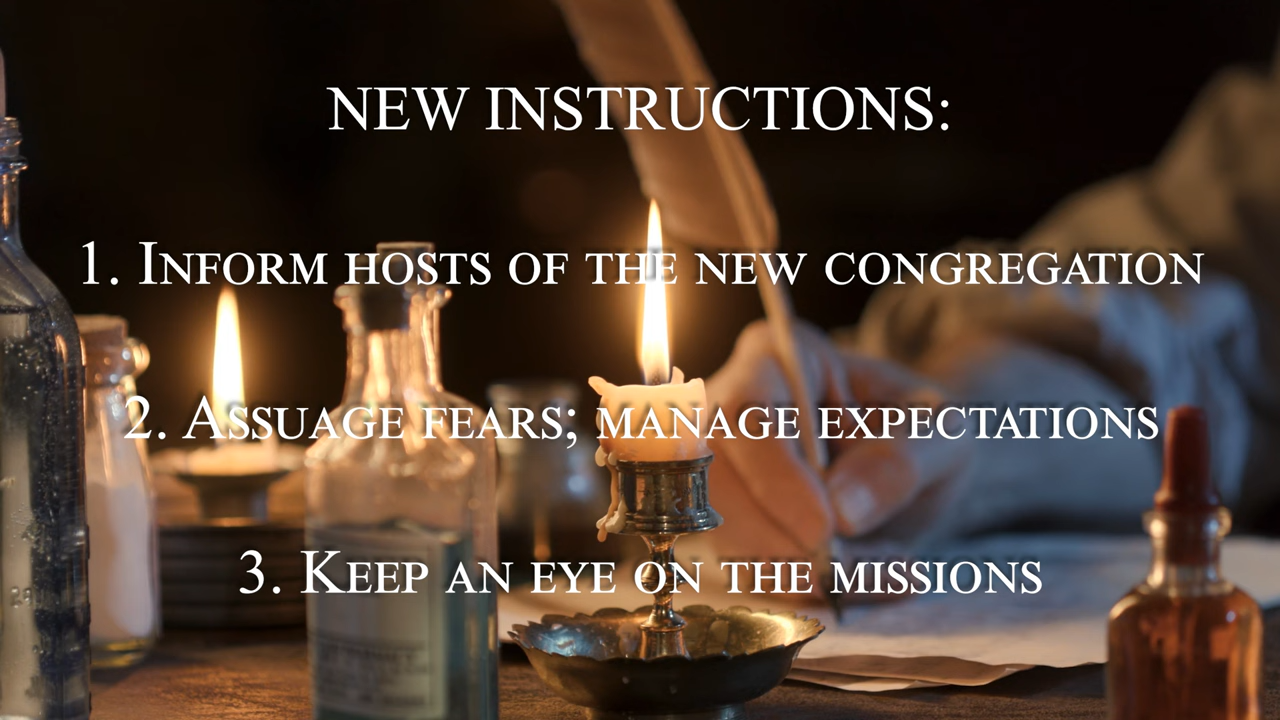 NEW INSTRUCTIONS:
1. Inform hosts of the new congregation
2. Assuage fears; manage expectations
3. Keep an eye on the missions